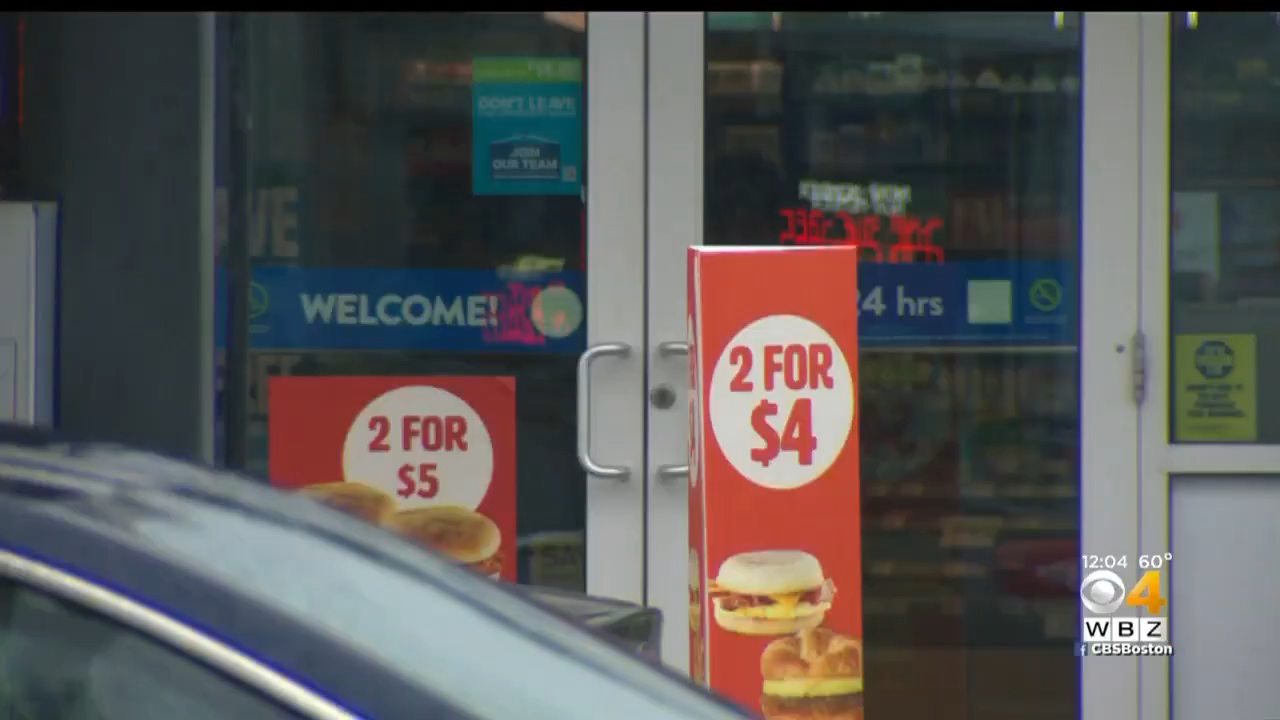 DON'T LEAVE
JOIN
OUR TEAM
WELCOME!
24 hrs
2 FOR
$5
2 FOR
$4
12:04 60°
4
WBZ
f CBSBoston